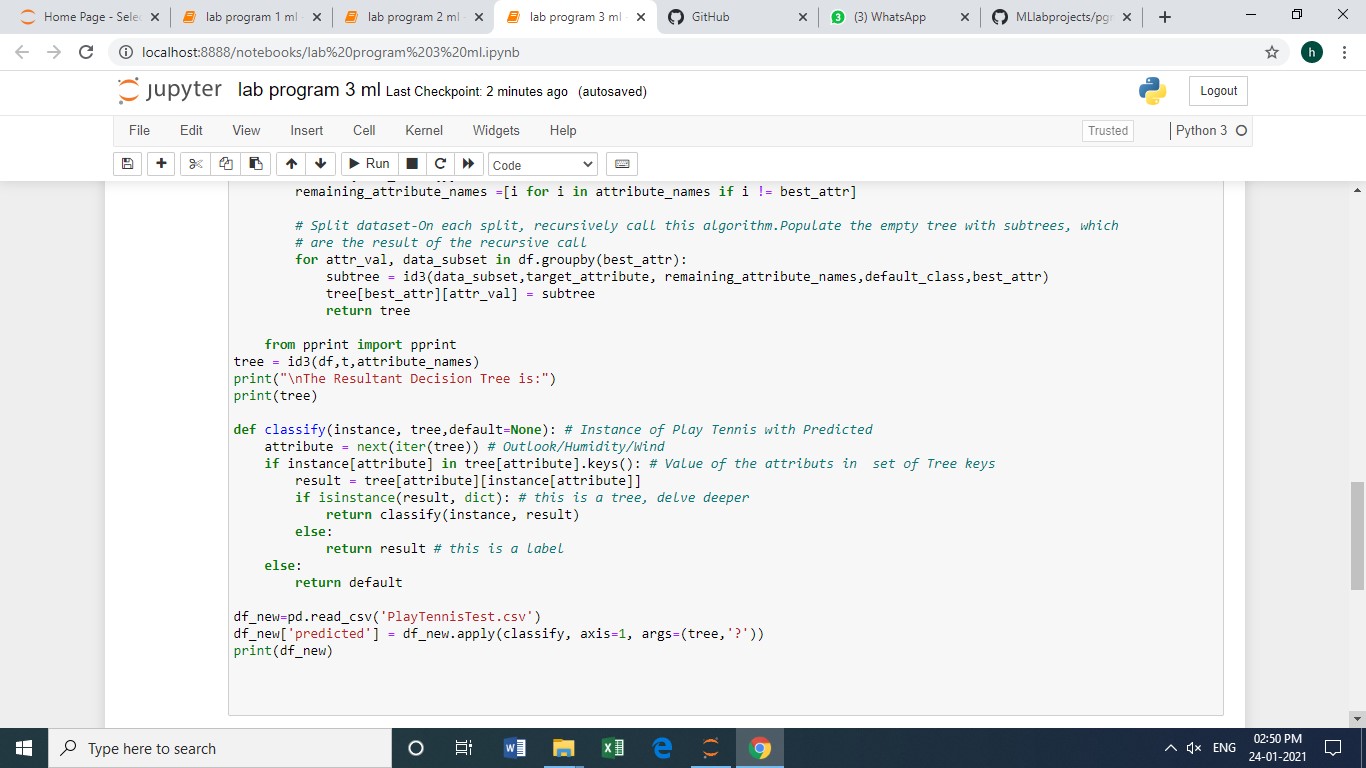 Home Page - Sele
lab program 1 ml
lab program 2 ml
lab program 3 ml
GitHub
3 (3) WhatsApp
MLlabprojects/pgr
localhost:8888/notebooks/lab%20program%203%20ml.ipynb
h
jupyter lab program 3 ml Last Checkpoint: 2 minutes ago (autosaved)
Logout
File Edit View Insert Cell Kernel Widgets Help
Trusted
Python 3
Run
Code
remaining_attribute_names =[i for i in attribute_names if i != best_attr]
# Split dataset-On each split, recursively call this algorithm.Populate the empty tree with subtrees, which
# are the result of the recursive call
for attr_val, data_subset in df.groupby(best_attr):
subtree = id3(data_subset,target_attribute, remaining_attribute_names,default_class,best_attr)
tree[best_attr][attr_val] = subtree
return tree
from pprint import pprint
tree = id3(df,t,attribute_names)
print("\nThe Resultant Decision Tree is:")
print(tree)
def classify(instance, tree,default=None): # Instance of Play Tennis with Predicted
attribute = next(iter(tree)) # Outlook/Humidity/Wind
if instance[attribute] in tree[attribute].keys(): # Value of the attributs in  set of Tree keys
result = tree[attribute][instance[attribute]]
if isinstance(result, dict): # this is a tree, delve deeper
return classify(instance, result)
else:
return result # this is a label
else:
return default
df_new=pd.read_csv('PlayTennisTest.csv')
df_new['predicted'] = df_new.apply(classify, axis=1, args=(tree,'?'))
print(df_new)
Type here to search
ENG
02:50 PM
24-01-2021